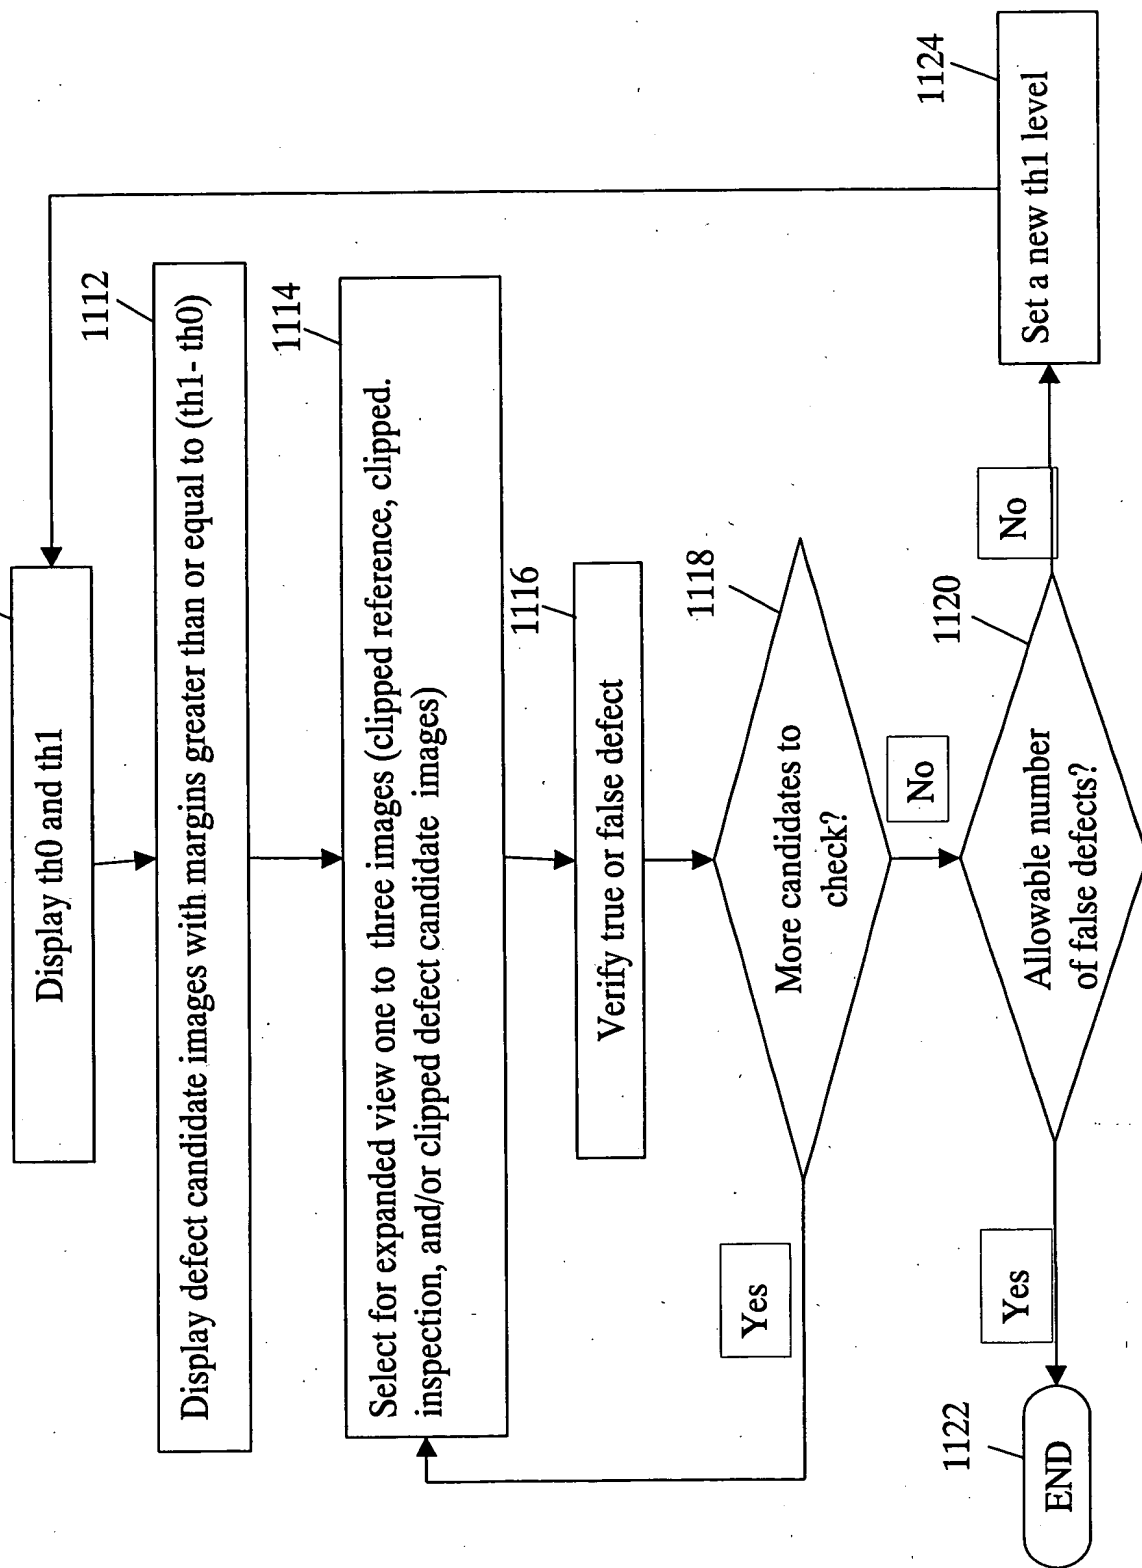 Display th0 and th1
1112
Display defect candidate images with margins greater than or equal to (th1- th0)
1114
Select for expanded view one to three images (clipped reference, clipped.
inspection, and/or clipped defect candidate images)
1116
Verify true or false defect
1118
More candidates to
check?
Yes
No
1120
Allowable number
of false defects?
Yes
No
1122
END
1124
Set a new th1 level